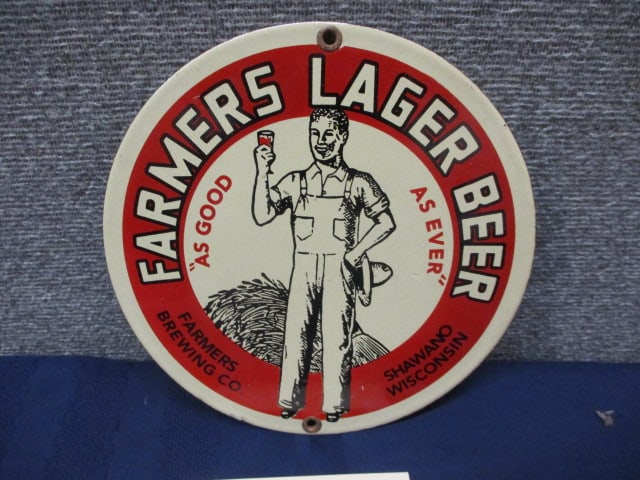 FARMERS LAGER BEER
"AS GOOD
AS EVER"
FARMERS
BREWING CO.
SHAWANO
WISCONSIN